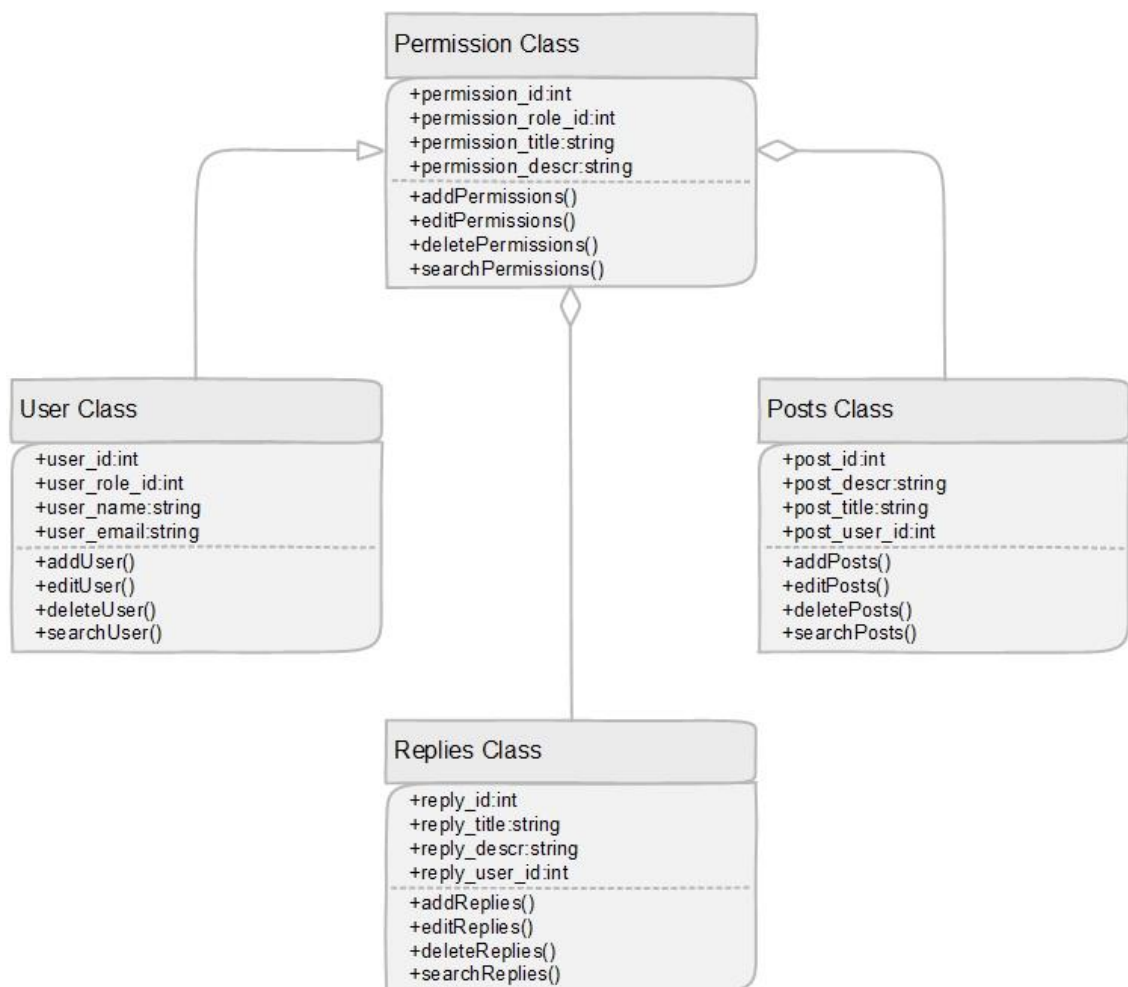 Permission Class
+permission_id:int
+permission_role_id:int
+permission_title:string
+permission_descr:string
+addPermissions()
+editPermissions()
+deletePermissions()
+searchPermissions()
User Class
+user_id:int
+user_role_id:int
+user_name:string
+user_email:string
+addUser()
+editUser()
+deleteUser()
+searchUser()
Posts Class
+post_id:int
+post_descr:string
+post_title:string
+post_user_id:int
+addPosts()
+editPosts()
+deletePosts()
+searchPosts()
Replies Class
+reply_id:int
+reply_title:string
+reply_descr:string
+reply_user_id:int
+addReplies()
+editReplies()
+deleteReplies()
+searchReplies()